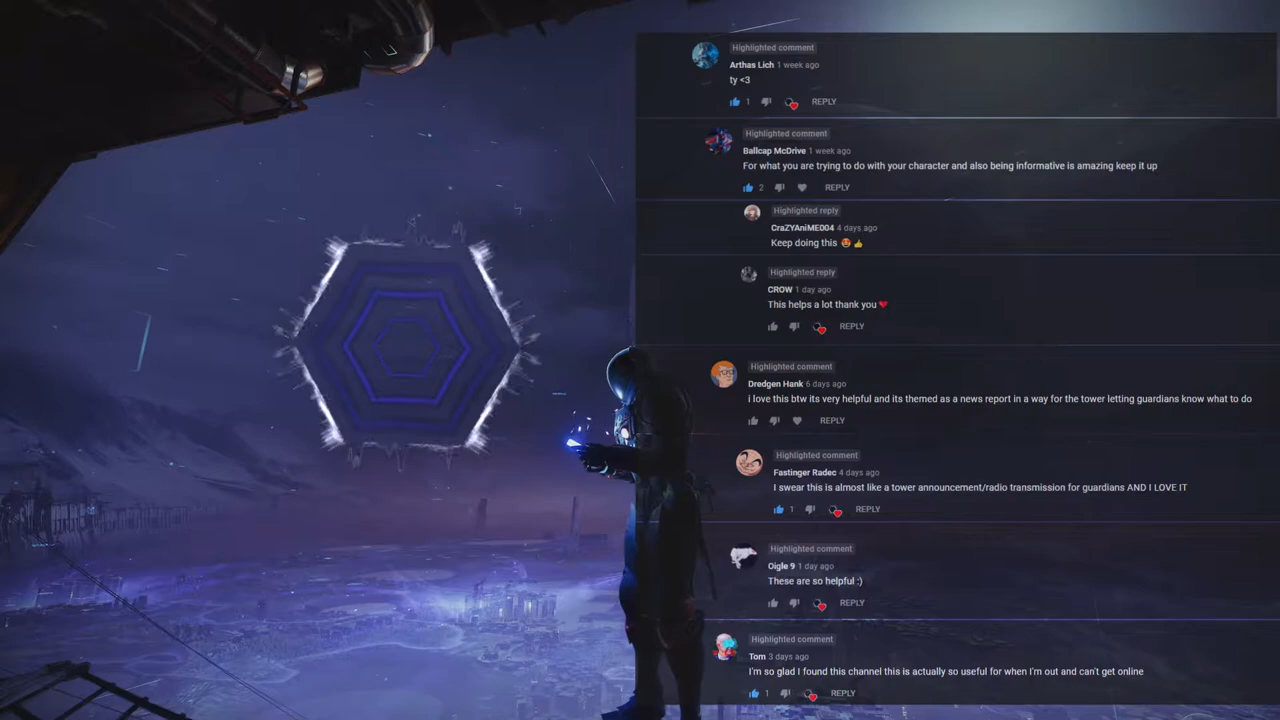 Highlighted comment
Arthas Lich 1 week ago
ty <3
1 REPLY
Highlighted comment
Ballcap McDrive 1 week ago
For what you are trying to do with your character and also being informative is amazing keep it up
2 REPLY
Highlighted reply
CraZYAniME004 4 days ago
Keep doing this 😍 👍
Highlighted reply
CROW 1 day ago
This helps a lot thank you ❤
REPLY
Highlighted comment
Dredgen Hank 6 days ago
i love this btw its very helpful and its themed as a news report in a way for the tower letting guardians know what to do
REPLY
Highlighted comment
Fastinger Radec 4 days ago
I swear this is almost like a tower announcement/radio transmission for guardians AND I LOVE IT
1 REPLY
Highlighted comment
Oigle 9 1 day ago
These are so helpful :)
REPLY
Highlighted comment
Tom 3 days ago
I'm so glad I found this channel this is actually so useful for when I'm out and can't get online
1 REPLY